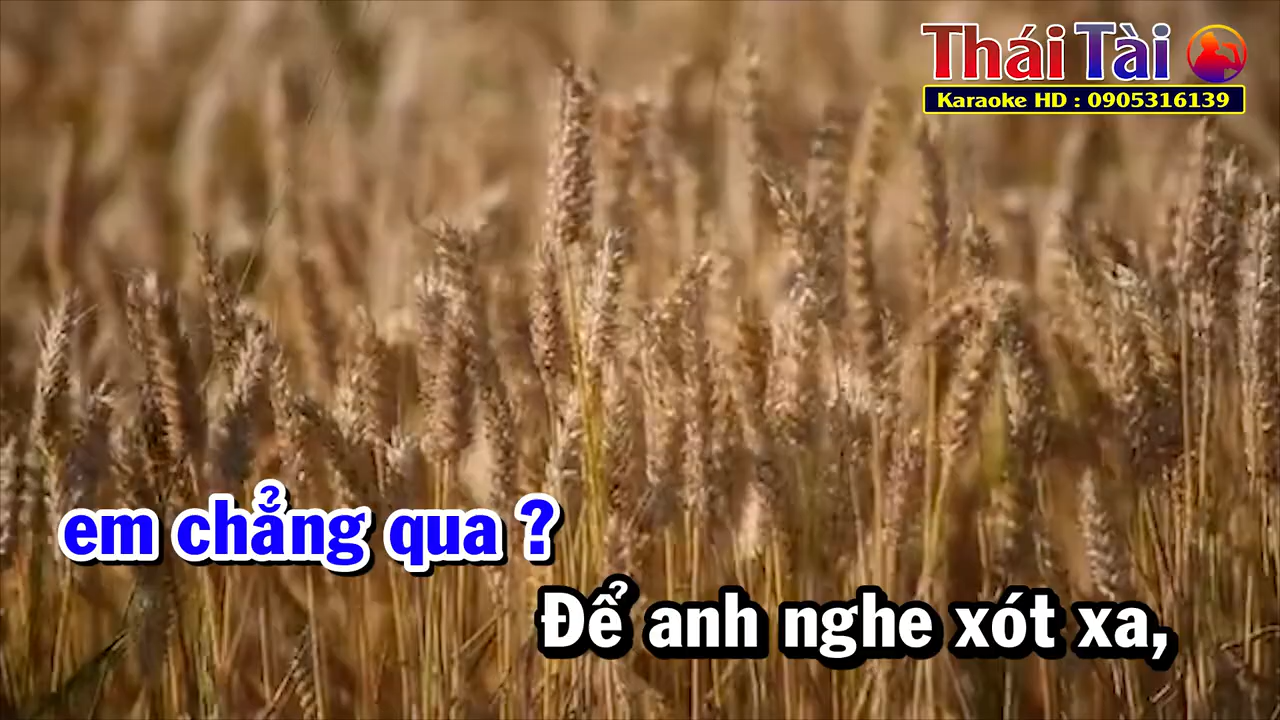 Thái Tài
Karaoke HD : 0905316139
em chẳng qua ?
Để anh nghe xót xa,